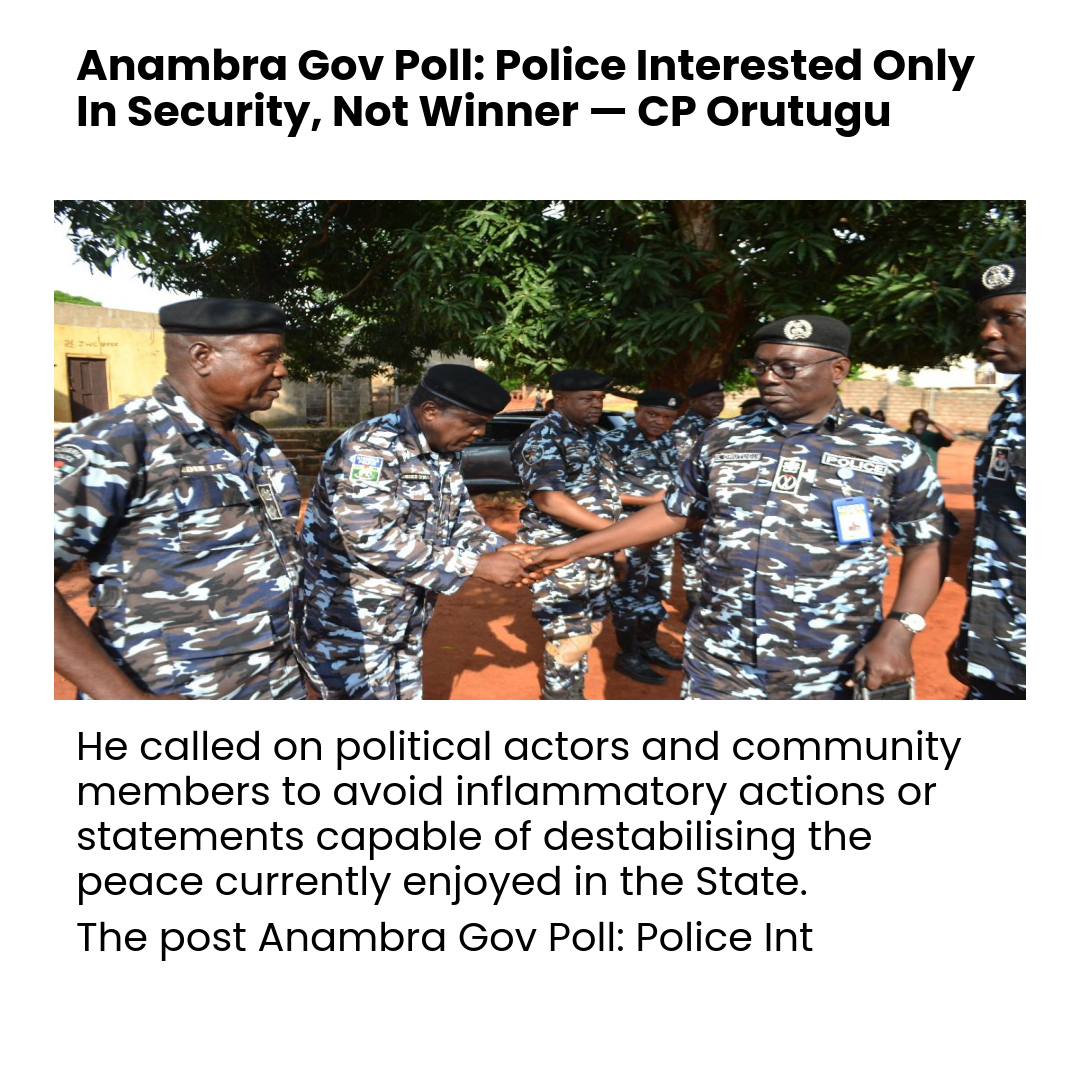 Anambra Gov Poll: Police Interested Only
In Security, Not Winner — CP Orutugu
POLICE
He called on political actors and community
members to avoid inflammatory actions or
statements capable of destabilising the
peace currently enjoyed in the State.
The post Anambra Gov Poll: Police Int